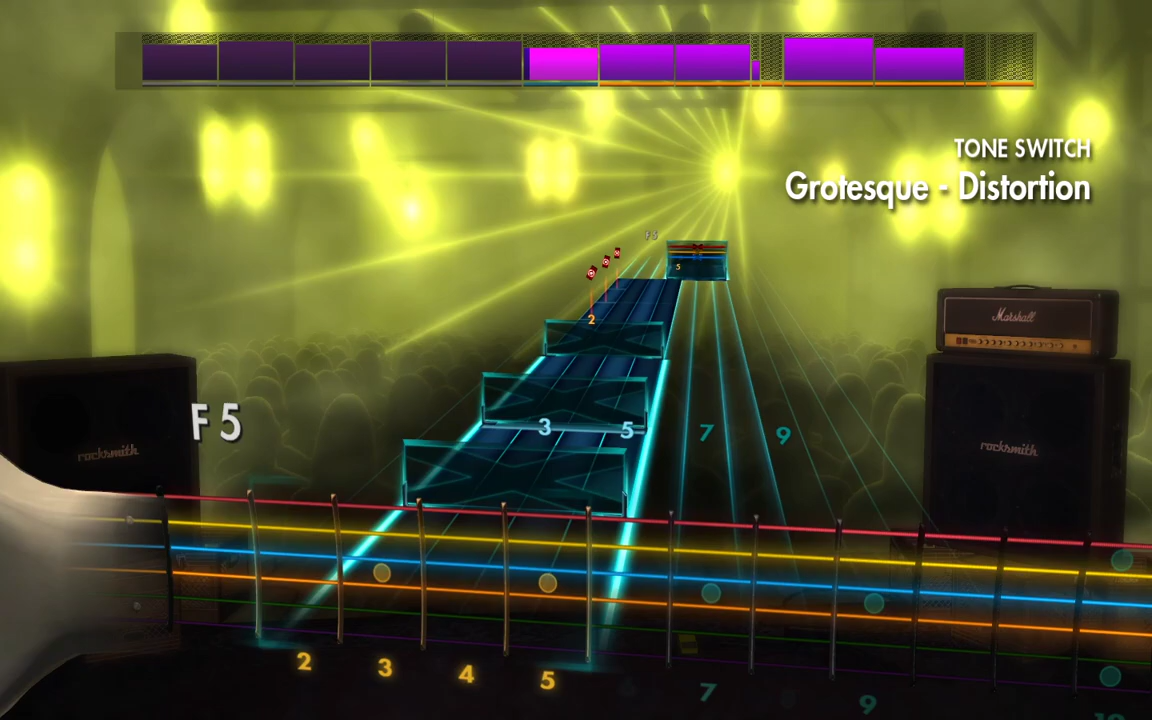 TONE SWITCH
Grotesque - Distortion
F 5
5
2
Marshall
F 5
3 5 7 9
rocksmith
rocksmith
2 3 4 5 7 9